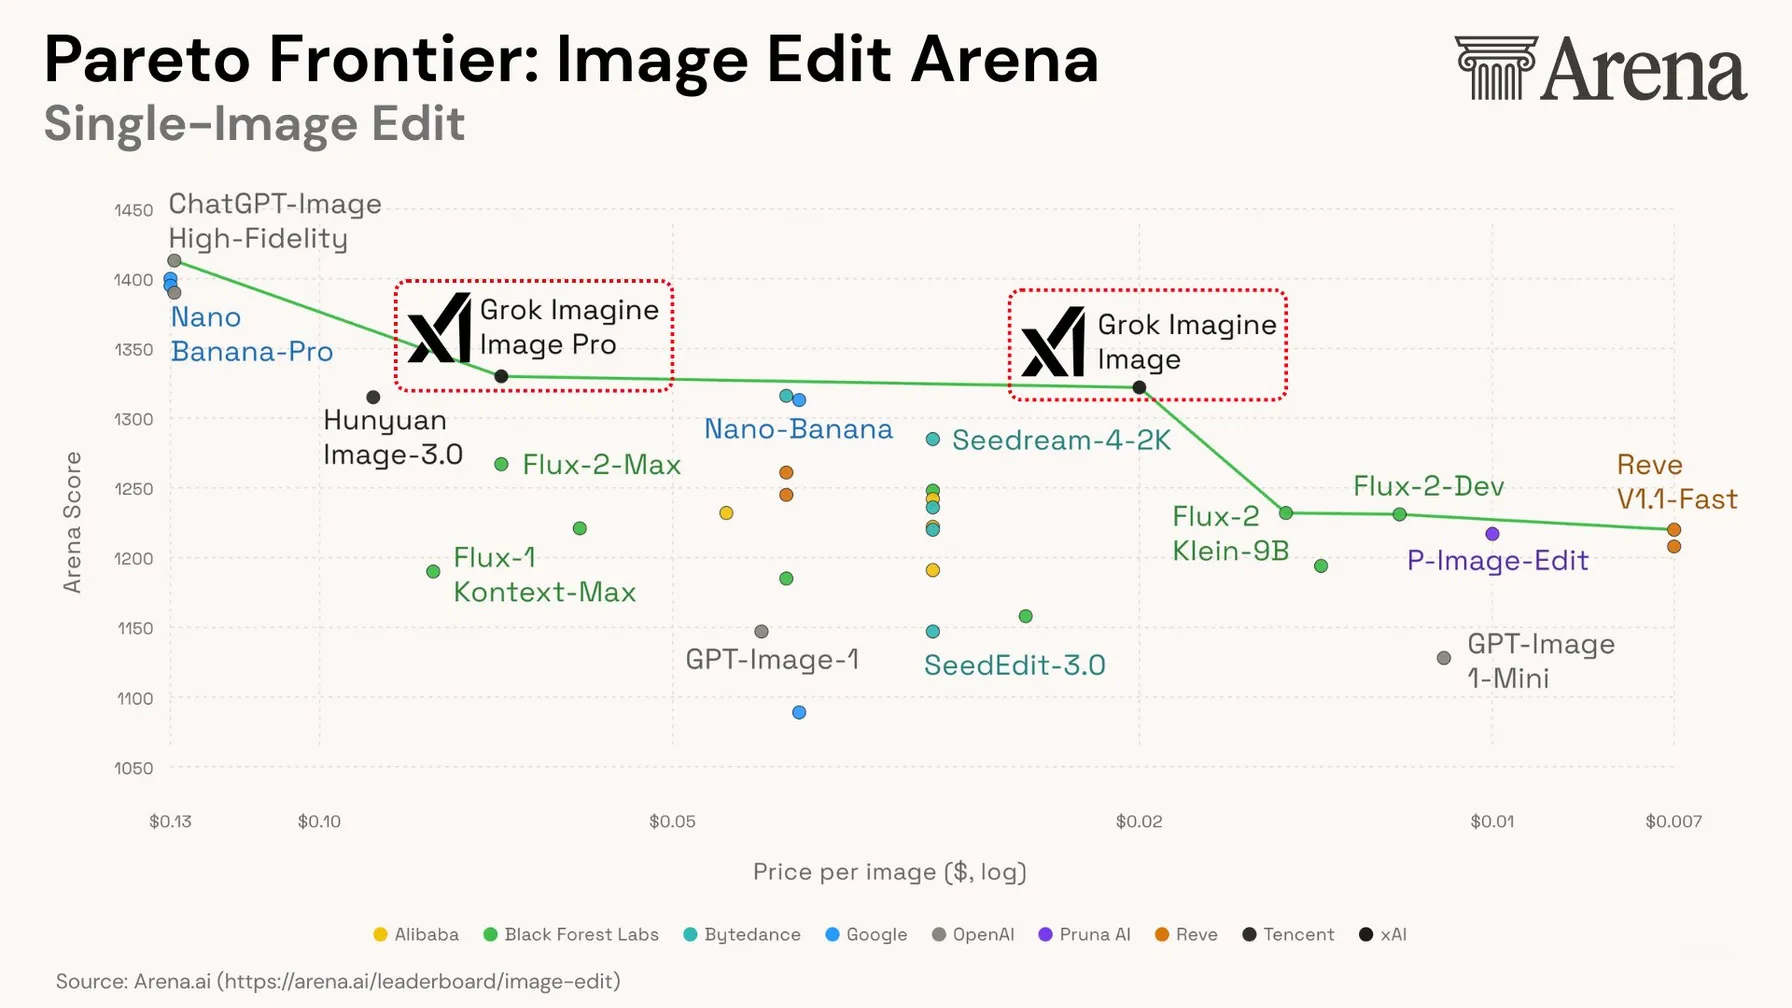 Pareto Frontier: Image Edit Arena
Arena
Single-Image Edit
ChatGPT-Image
High-Fidelity
Nano
Banana-Pro
Grok Imagine
Image Pro
Grok Imagine
Image
Hunyuan
Image-3.0
Nano-Banana
Seedream-4-2K
Flux-2-Max
Flux-2-Dev
Reve
V1.1-Fast
Flux-2
Klein-9B
P-Image-Edit
Flux-1
Kontext-Max
GPT-Image-1
SeedEdit-3.0
GPT-Image
1-Mini
Arena Score
1450
1400
1350
1300
1250
1200
1150
1100
1050
$0.13
$0.10
$0.05
$0.02
$0.01
$0.007
Price per image ($, log)
Alibaba
Black Forest Labs
Bytedance
Google
OpenAI
Pruna AI
Reve
Tencent
xAI
Source: Arena.ai (https://arena.ai/leaderboard/image-edit)